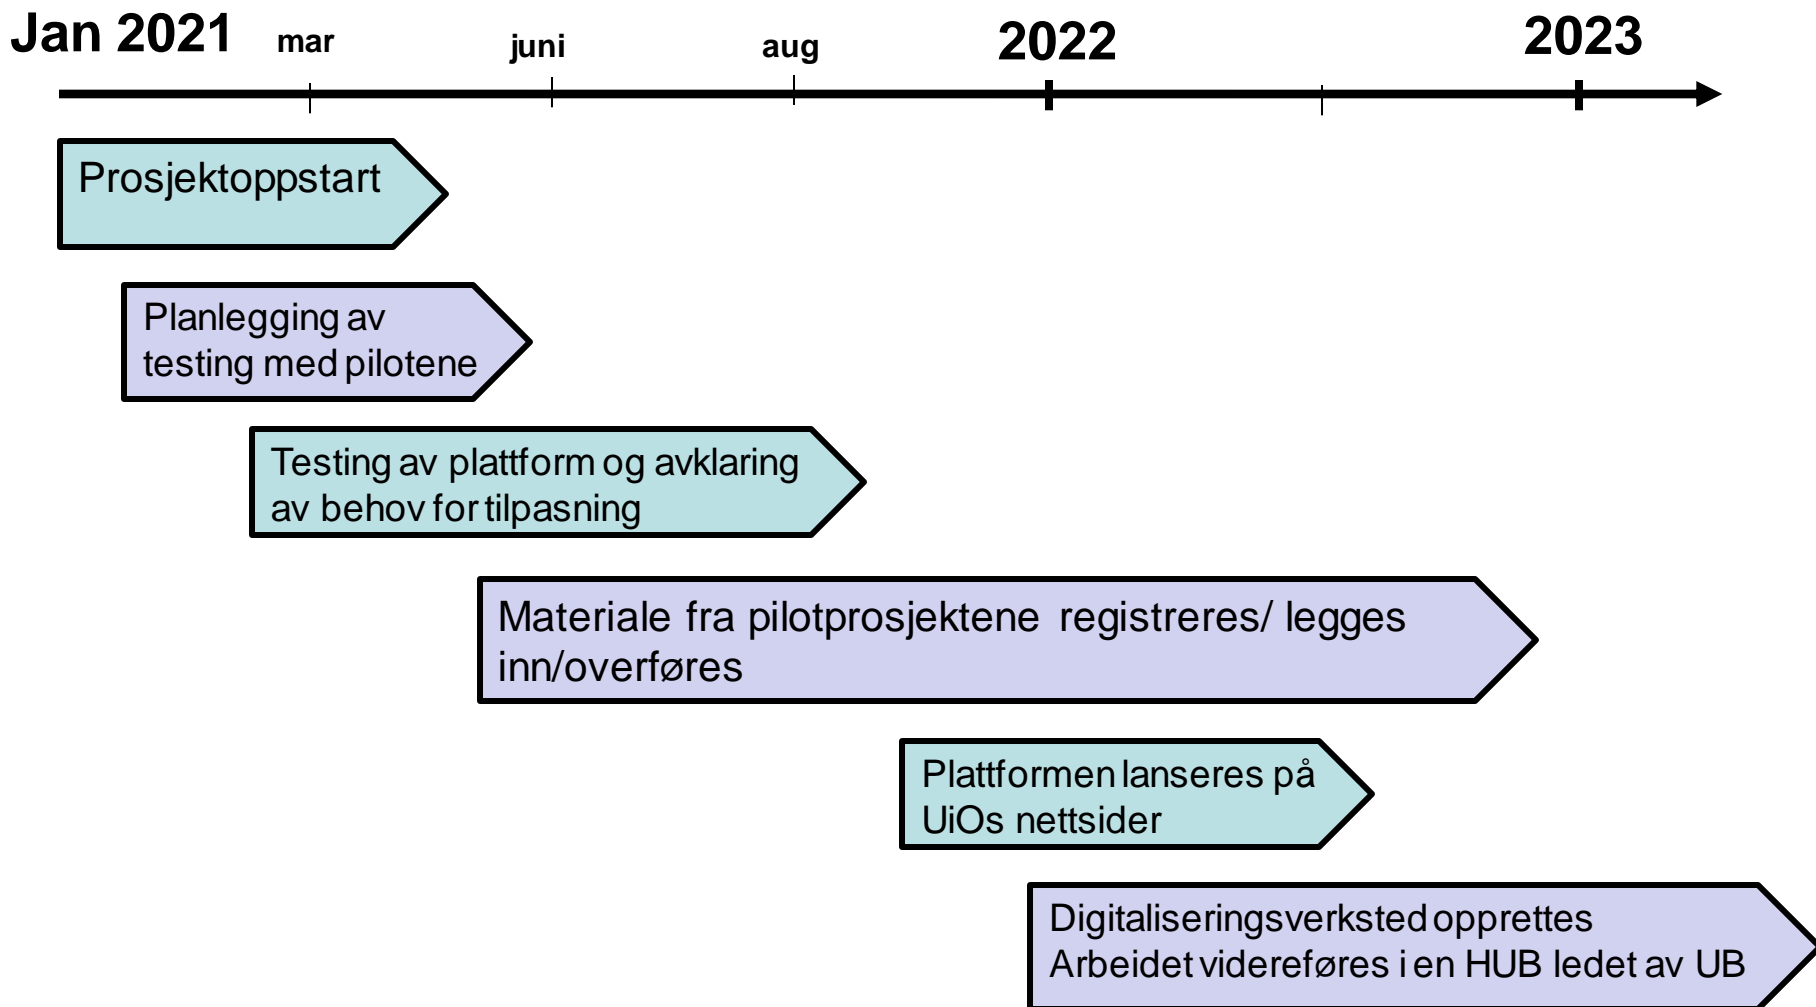 Jan 2021 mar juni aug 2022 2023
Prosjektoppstart
Planlegging av
testing med pilotene
Testing av plattform og avklaring
av behov for tilpasning
Materiale fra pilotprosjektene registreres/ legges
inn/overføres
Plattformen lanseres på
UiOs nettsider
Digitaliseringsverksted opprettes
Arbeidet videreføres i en HUB ledet av UB